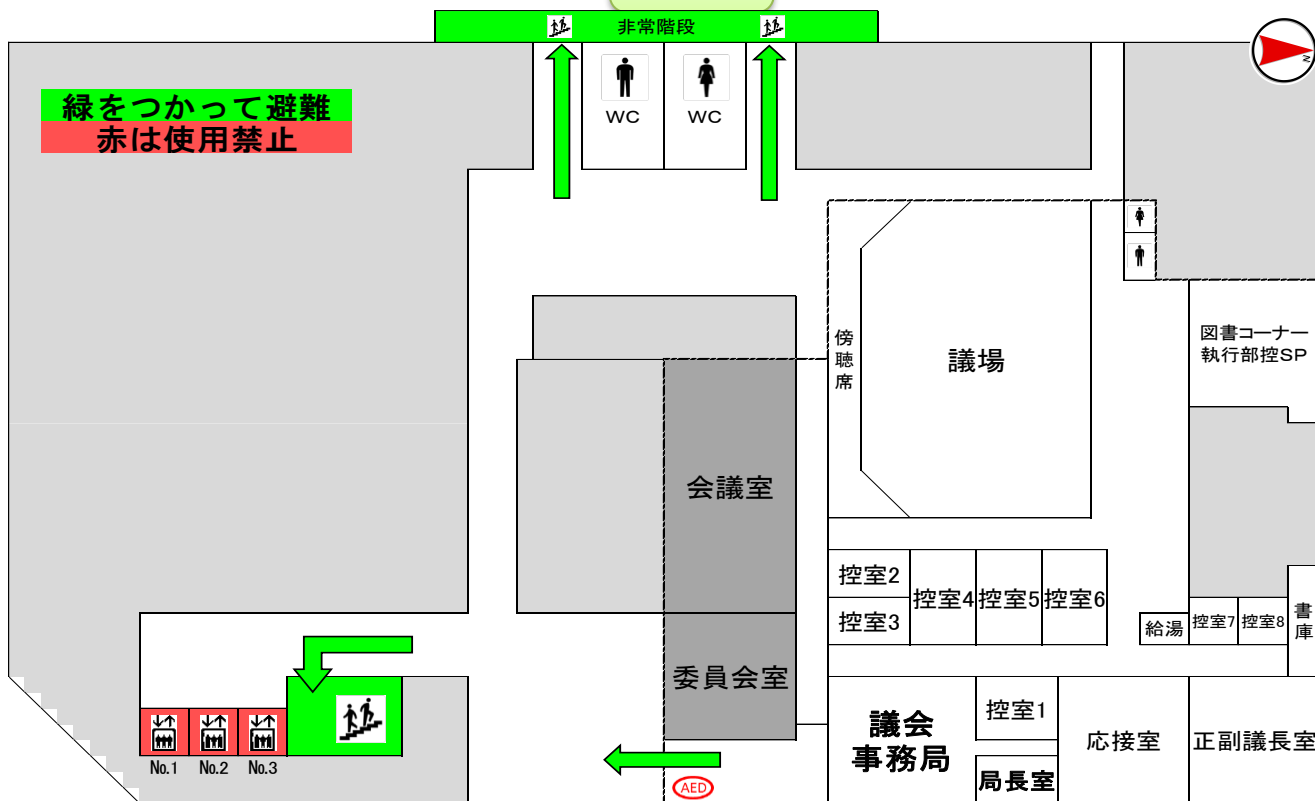 非常階段
N
緑をつかって避難
赤は使用禁止
WC
WC
図書コーナー
執行部控SP
傍聴席
議場
会議室
控室2
控室3
控室4
控室5
控室6
給湯
控室7
控室8
書庫
委員会室
議会
事務局
控室1
局長室
応接室
正副議長室
No.1
No.2
No.3
AED